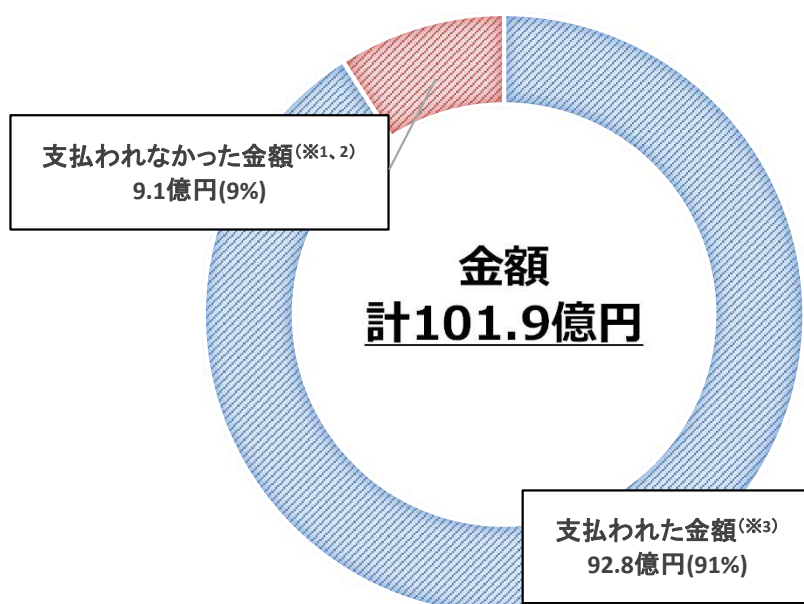 支払われなかった金額(※1、2)
9.1億円(9%)
金額
計101.9億円
支払われた金額(※3)
92.8億円(91%)